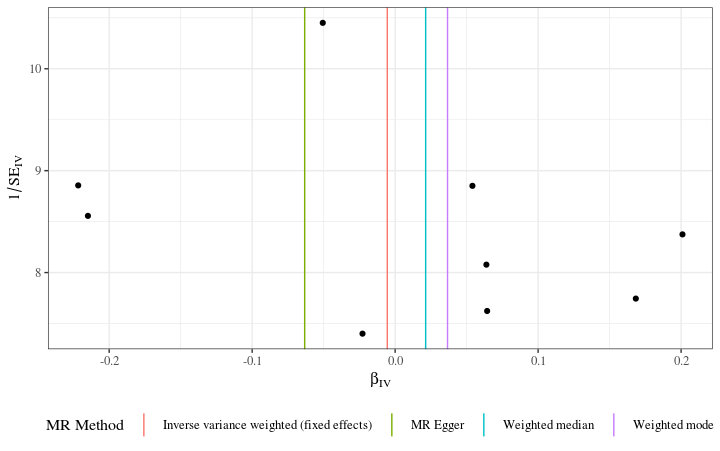 1/SE_IV
10
9
8
-0.2
-0.1
0.0
0.1
0.2
β_IV
MR Method
Inverse variance weighted (fixed effects)
MR Egger
Weighted median
Weighted mode